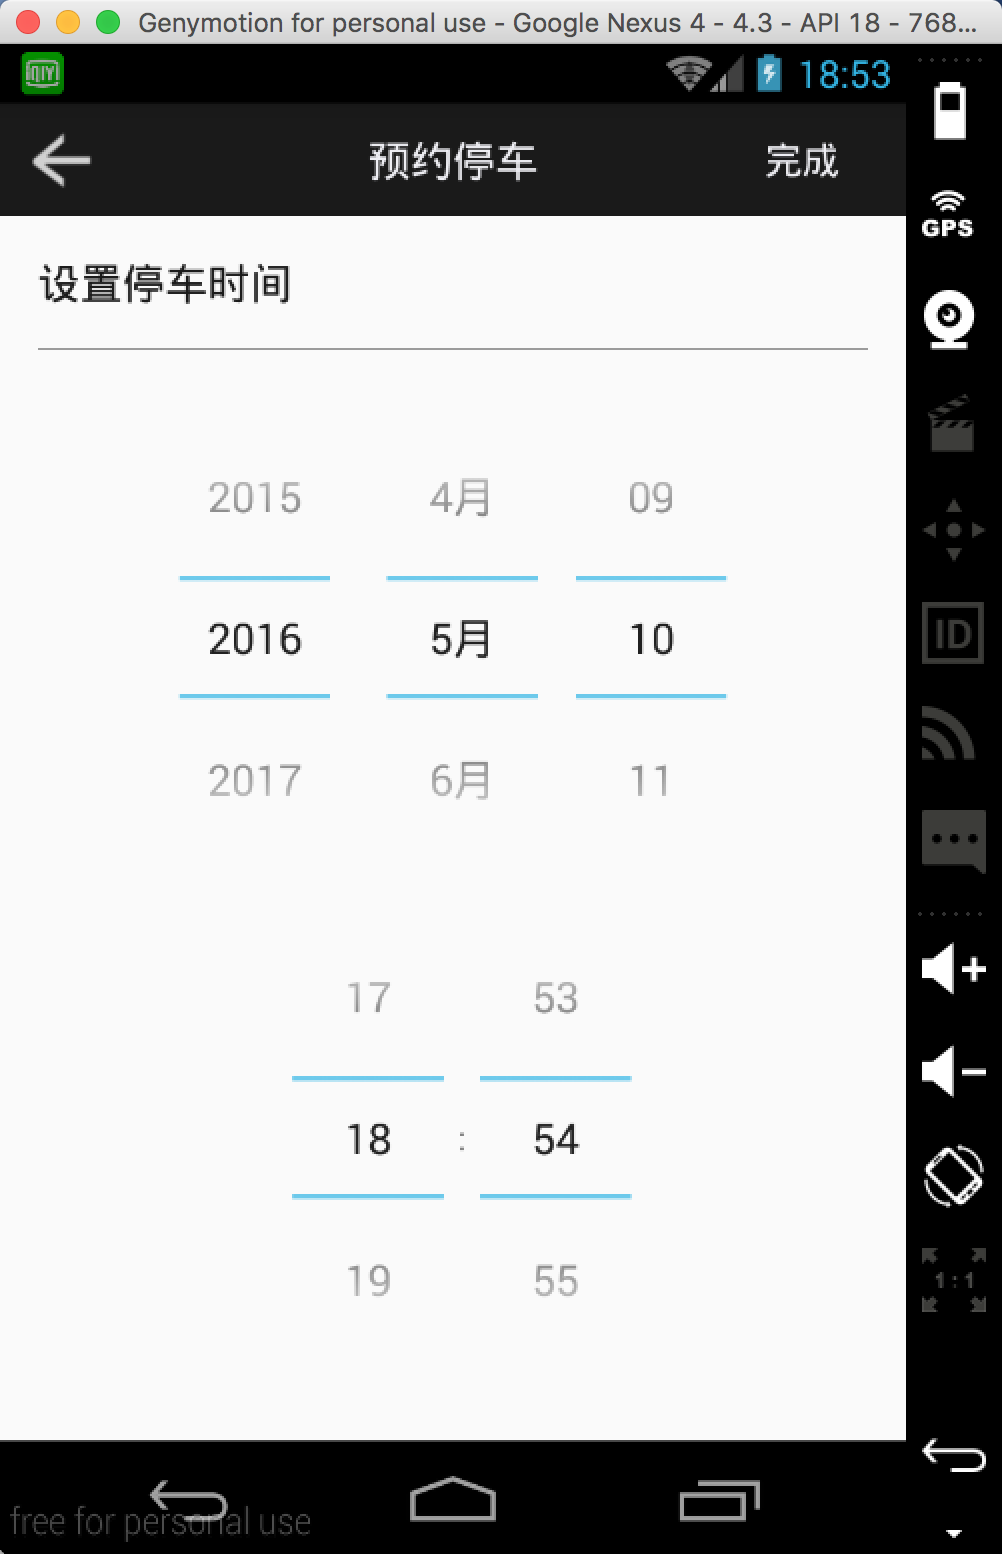 Genymotion for personal use - Google Nexus 4 - 4.3 - API 18 - 768...
QIY
18:53
预约停车
完成
GPS
设置停车时间
2015 4月 09
2016 5月 10
2017 6月 11
ID
17 53
18 : 54
19 55
1 : 1
free for personal use